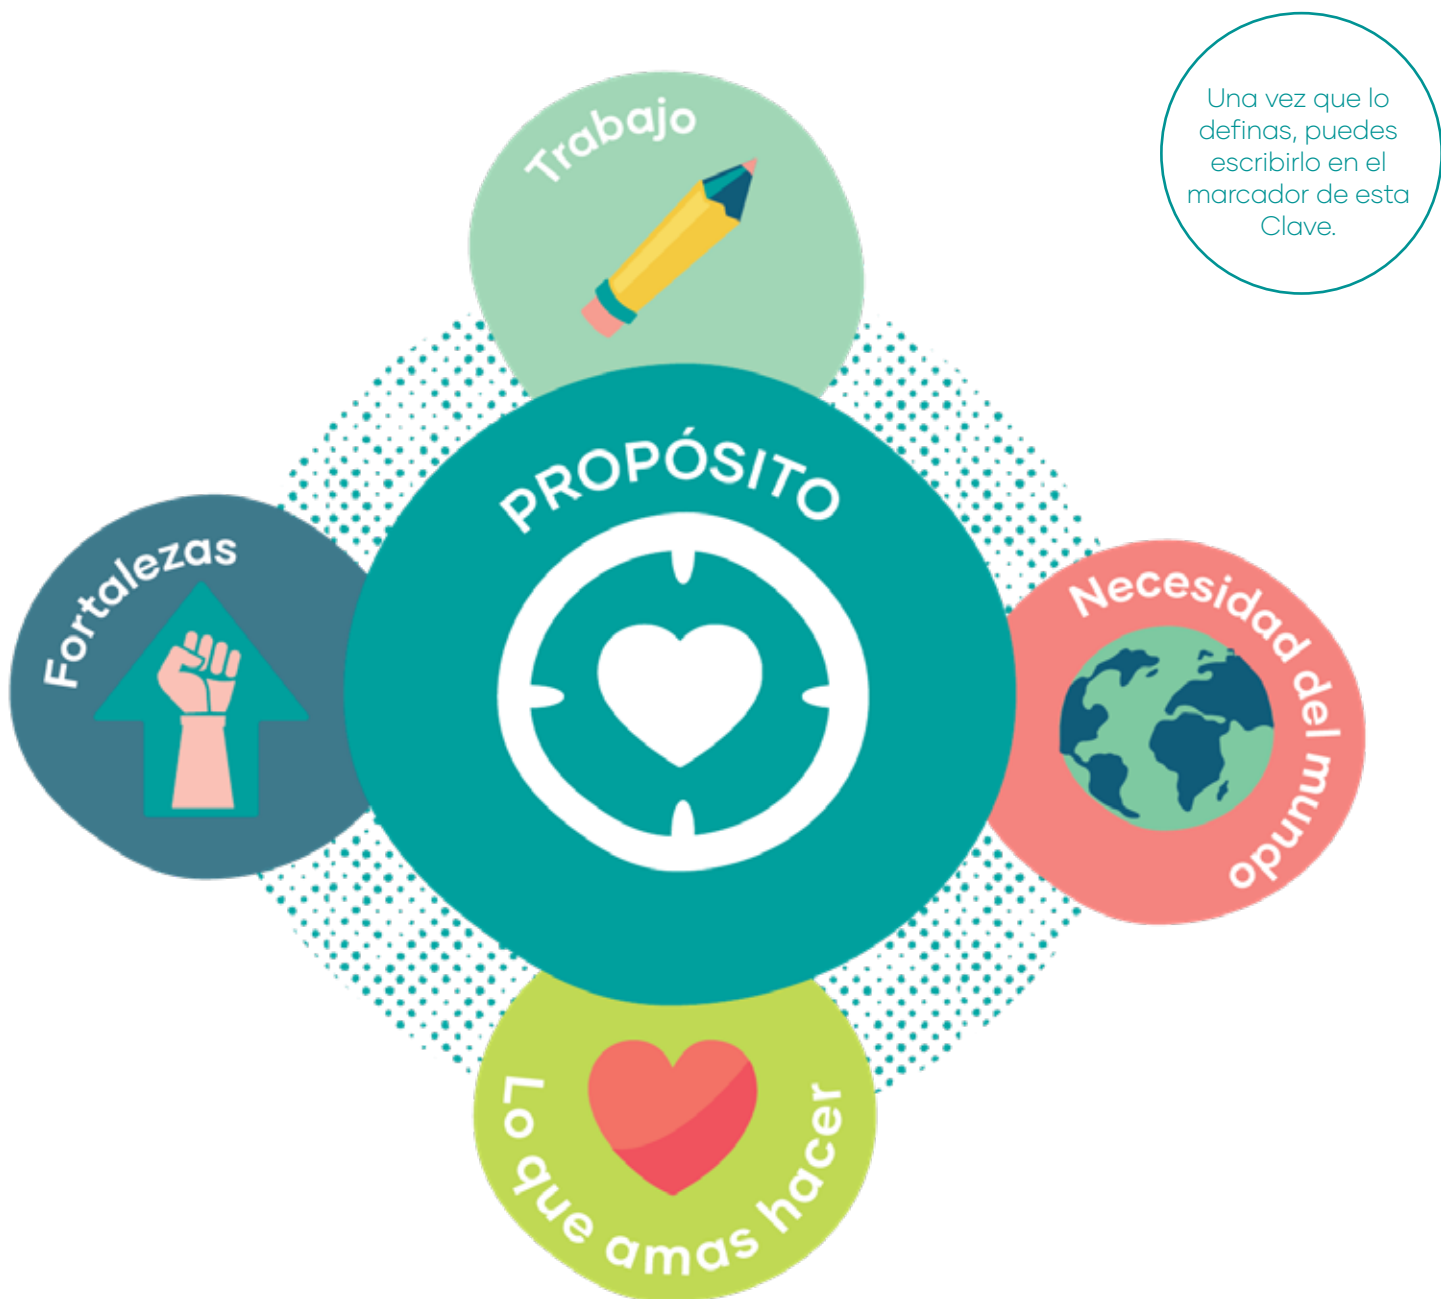 Una vez que lo
definas, puedes
escribirlo en el
marcador de esta
Clave.
Trabajo
PROPÓSITO
Fortalezas
Necesidad del mundo
Lo que amas hacer